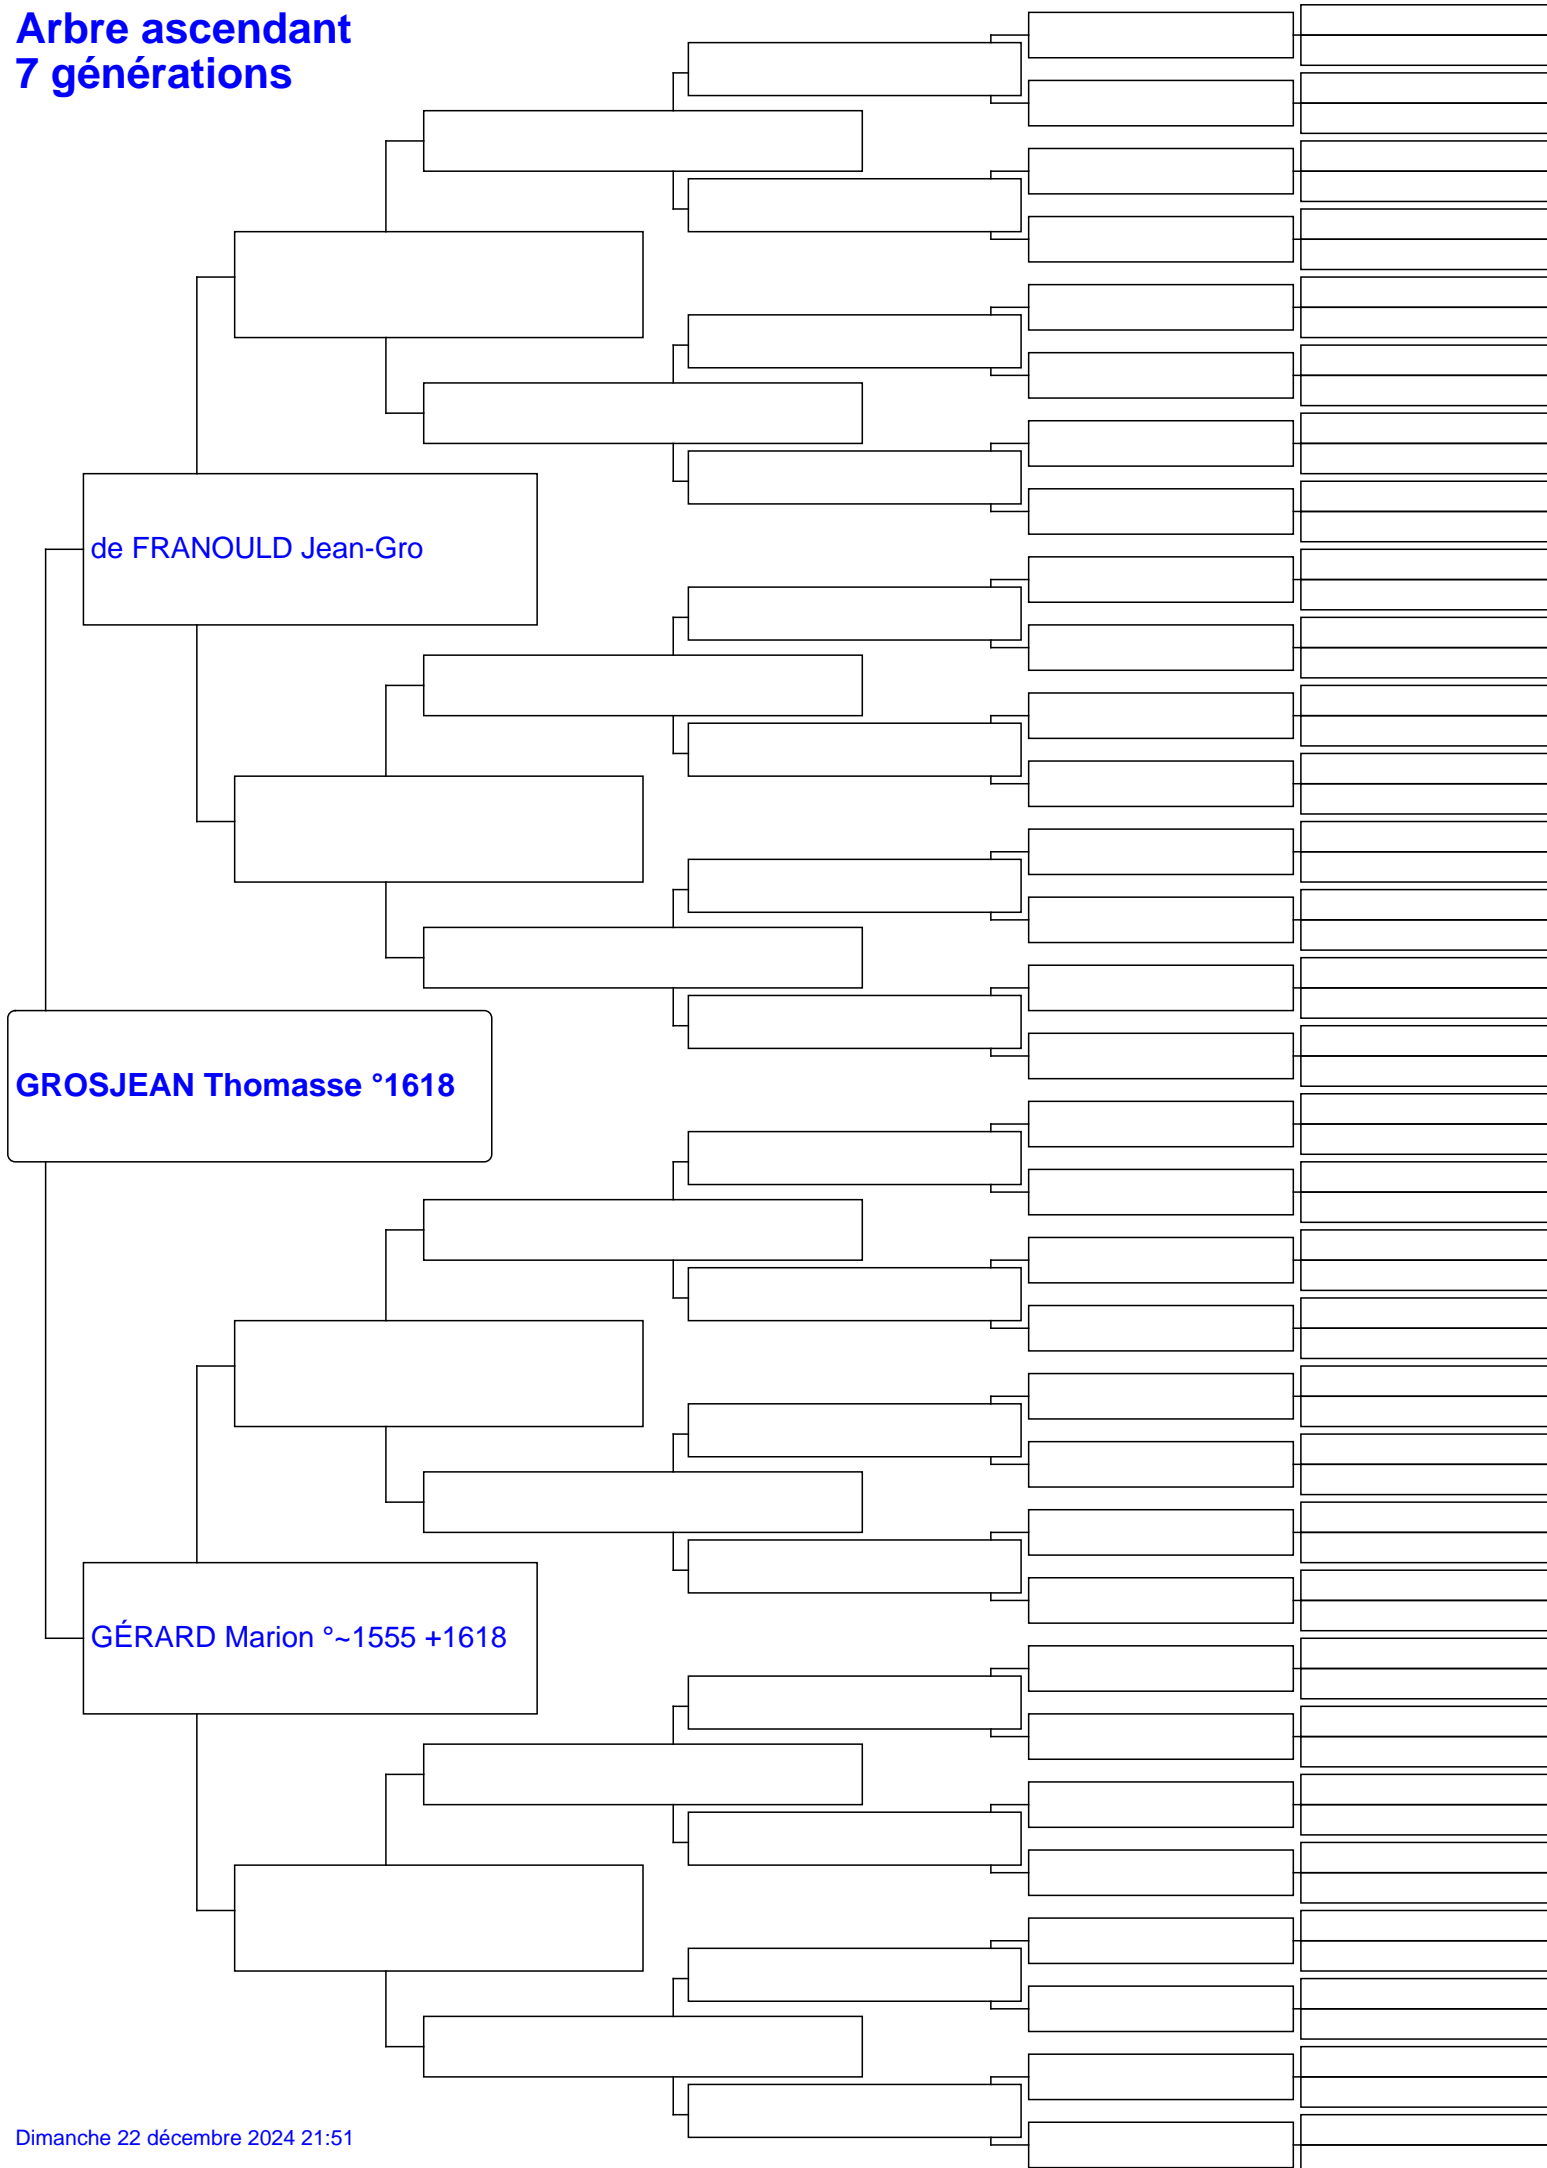 Arbre ascendant
7 générations
de FRANOULD Jean-Gro
GROSJEAN Thomasse °1618
GÉRARD Marion °~1555 +1618
Dimanche 22 décembre 2024 21:51